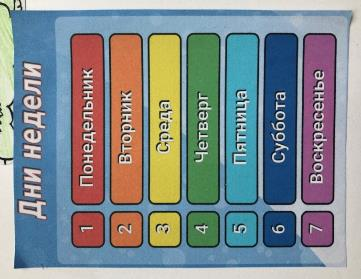 Дни недели
1 Понедельник
2 Вторник
3 Среда
4 Четверг
5 Пятница
6 Суббота
7 Воскресенье